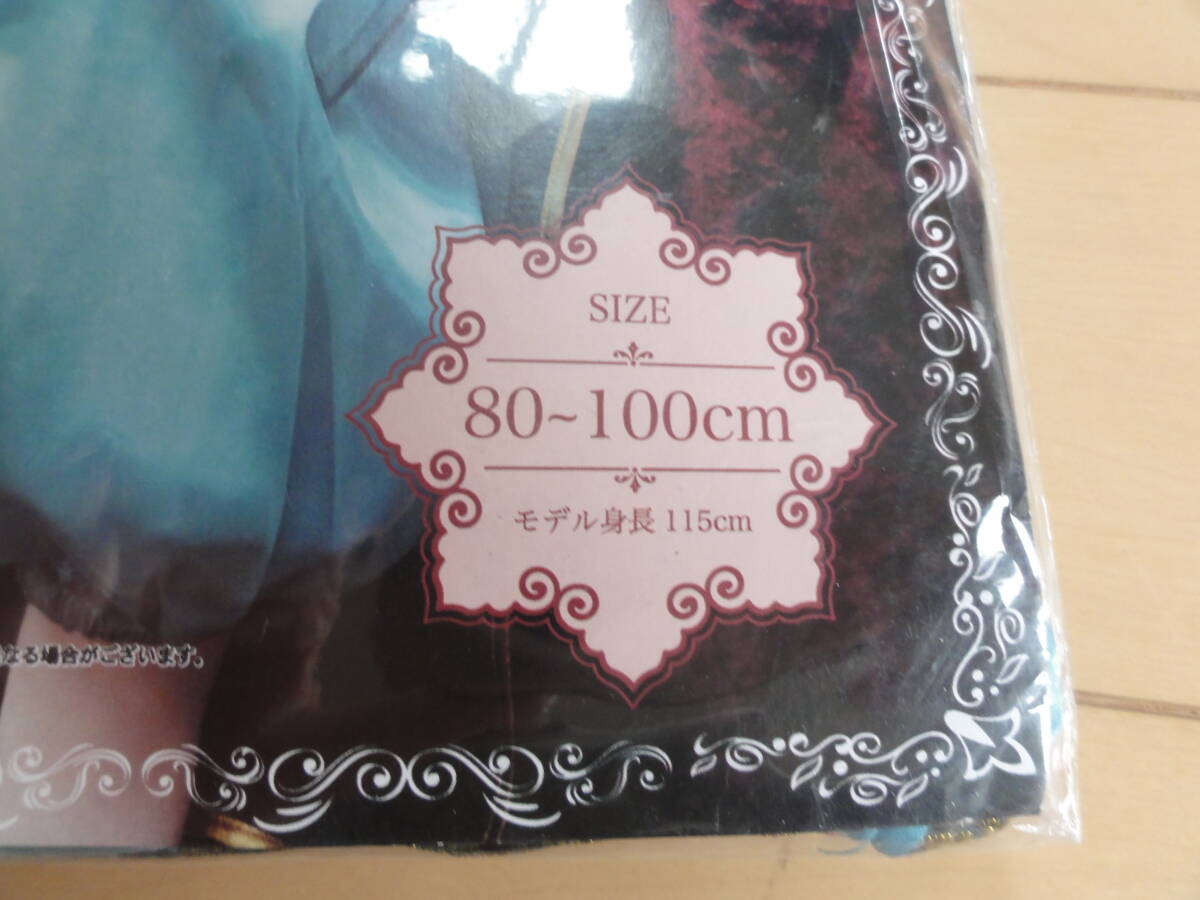 SIZE
80~100cm
モデル身長 115cm
なる場合がございます。